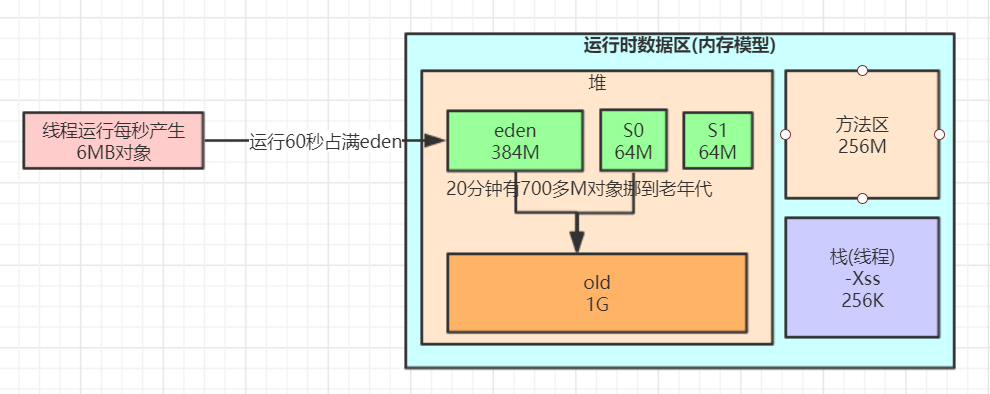 运行时数据区(内存模型)
堆
线程运行每秒产生
6MB对象
运行60秒占满eden
eden
384M
S0
64M
S1
64M
方法区
256M
20分钟有700多M对象挪到老年代
old
1G
栈(线程)
-Xss
256K